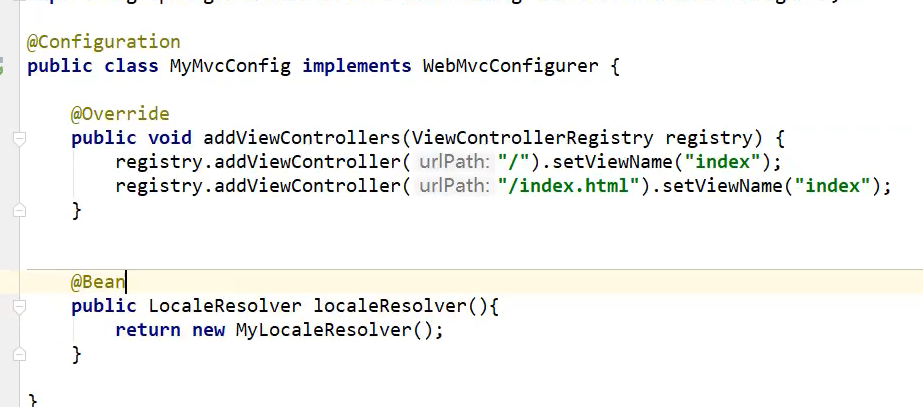 @Configuration
public class MyMvcConfig implements WebMvcConfigurer {
@Override
public void addViewControllers(ViewControllerRegistry registry) {
registry.addViewController( urlPath: "/").setViewName("index");
registry.addViewController( urlPath: "/index.html").setViewName("index");
}
@Bean
public LocaleResolver localeResolver(){
return new MyLocaleResolver();
}
}